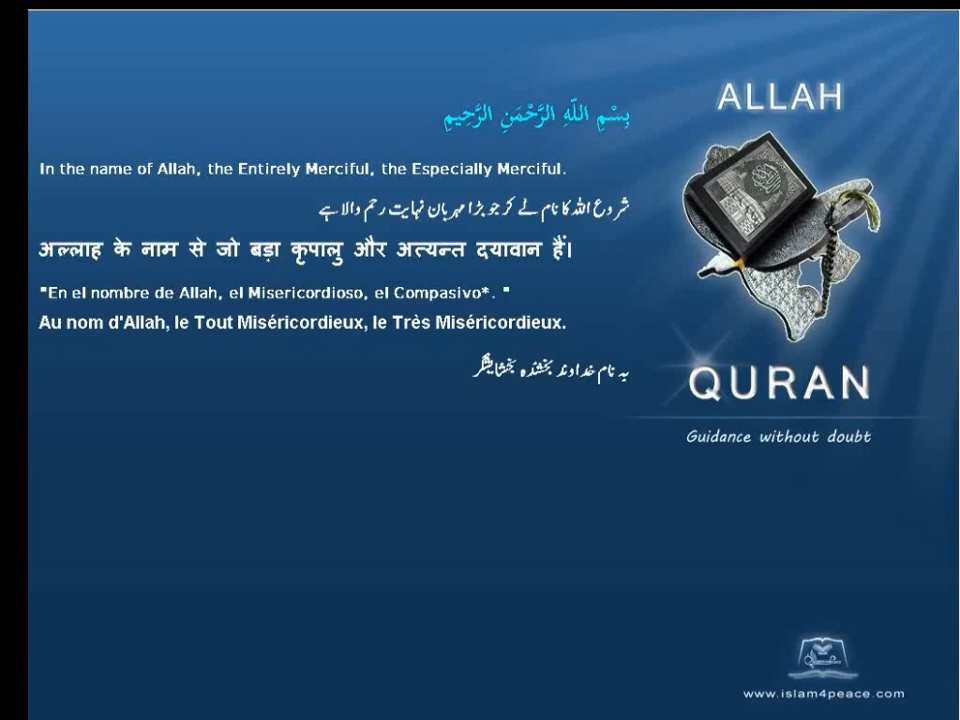 بِسْمِ اللَّهِ الرَّحْمَنِ الرَّحِيمِ
In the name of Allah, the Entirely Merciful, the Especially Merciful.
شروع الله کا نام لے کر جو بڑا مہربان نہایت رحم والا ہے
अल्लाह के नाम से जो बड़ा कृपालु और अत्यन्त दयावान हैं।
"En el nombre de Allah, el Misericordioso, el Compasivo*. "
Au nom d'Allah, le Tout Miséricordieux, le Très Miséricordieux.
به نام خداوند بخشنده بخشایشگر
ALLAH
QURAN
Guidance without doubt
www.islam4peace.com